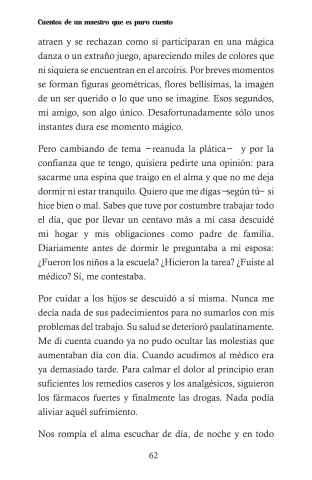 Cuentos de un maestro que es puro cuento
atraen y se rechazan como si participaran en una mágica
danza o un extraño juego, apareciendo miles de colores que
ni siquiera se encuentran en el arcoíris. Por breves momentos
se forman figuras geométricas, flores bellísimas, la imagen
de un ser querido o lo que uno se imagine. Esos segundos,
mi amigo, son algo único. Desafortunadamente sólo unos
instantes dura ese momento mágico.
Pero cambiando de tema –reanuda la plática– y por la
confianza que te tengo, quisiera pedirte una opinión: para
sacarme una espina que traigo en el alma y que no me deja
dormir ni estar tranquilo. Quiero que me digas –según tú– si
hice bien o mal. Sabes que tuve por costumbre trabajar todo
el día, que por llevar un centavo más a mí casa descuidé
mi hogar y mis obligaciones como padre de familia.
Diariamente antes de dormir le preguntaba a mi esposa:
¿Fueron los niños a la escuela? ¿Hicieron la tarea? ¿Fuiste al
médico? Sí, me contestaba.
Por cuidar a los hijos se descuidó a sí misma. Nunca me
decía nada de sus padecimientos para no sumarlos con mis
problemas del trabajo. Su salud se deterioró paulatinamente.
Me di cuenta cuando ya no pudo ocultar las molestias que
aumentaban día con día. Cuando acudimos al médico era
ya demasiado tarde. Para calmar el dolor al principio eran
suficientes los remedios caseros y los analgésicos, siguieron
los fármacos fuertes y finalmente las drogas. Nada podía
aliviar aquél sufrimiento.
Nos rompía el alma escuchar de día, de noche y en todo
62